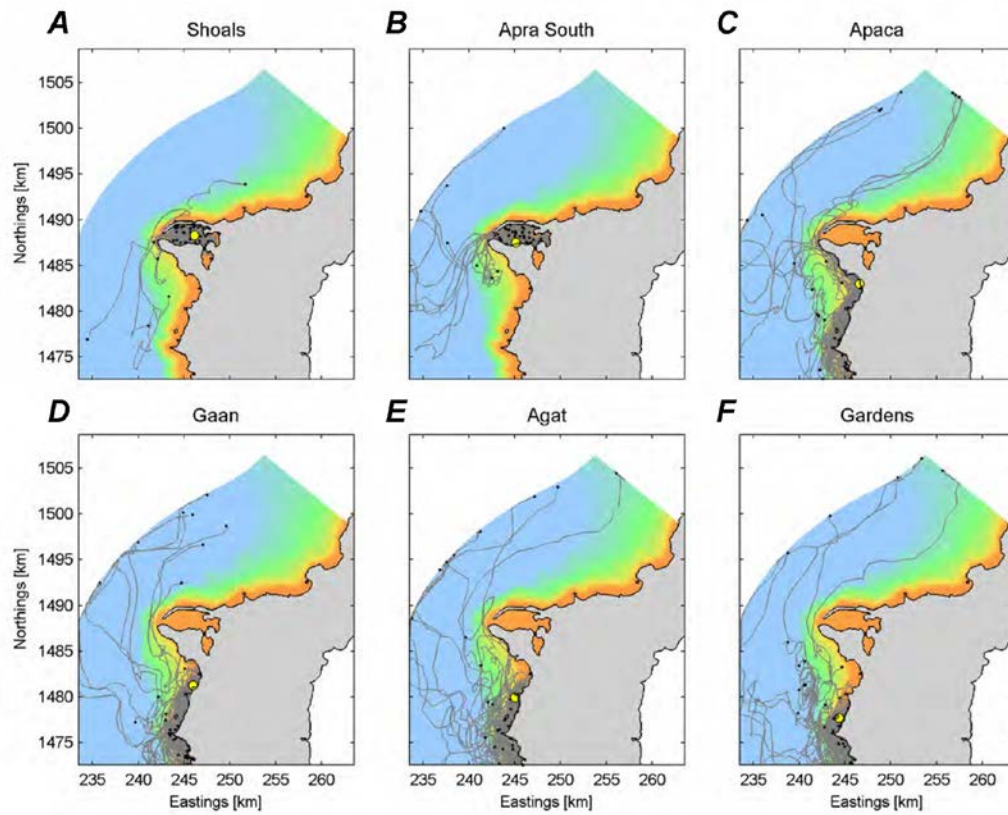 A Shoals B Apra South C Apaca
1505
1500
1495
1490
1485
1480
1475
Northings [km]
D Gaan E Agat F Gardens
1505
1500
1495
1490
1485
1480
1475
Northings [km]
235 240 245 250 255 260 235 240 245 250 255 260 235 240 245 250 255 260
Eastings [km] Eastings [km] Eastings [km]